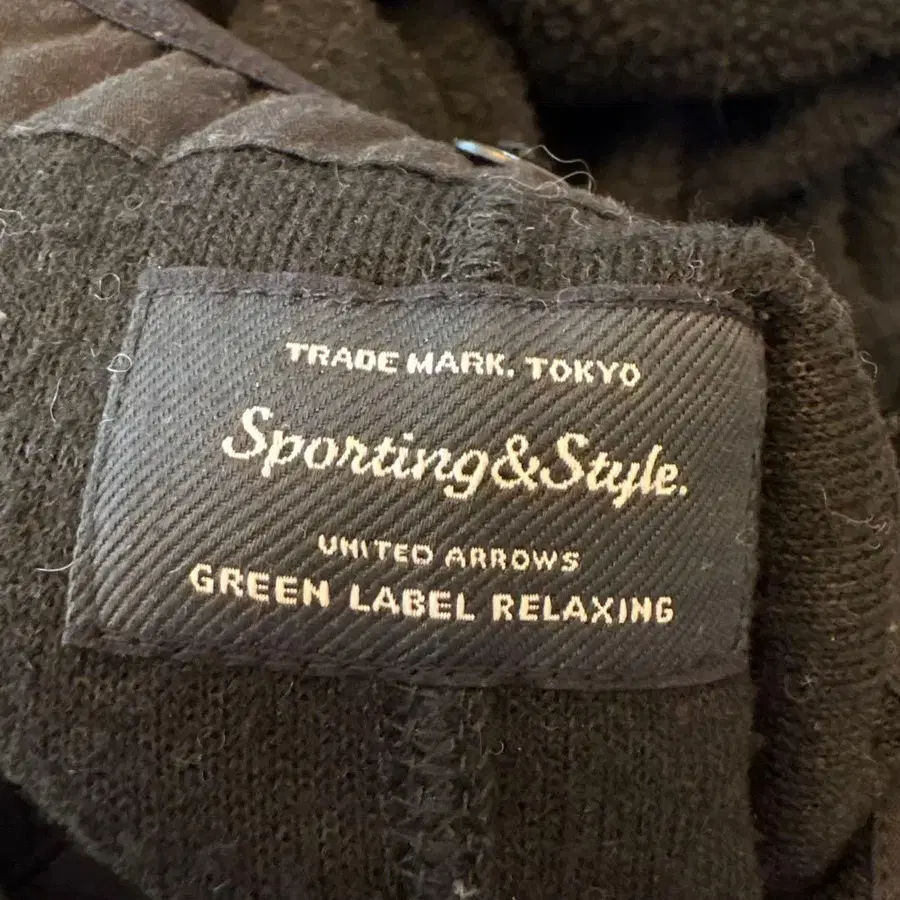 TRADE MARK. TOKYO
Sporting&Style.
UNITED ARROWS
GREEN LABEL RELAXING